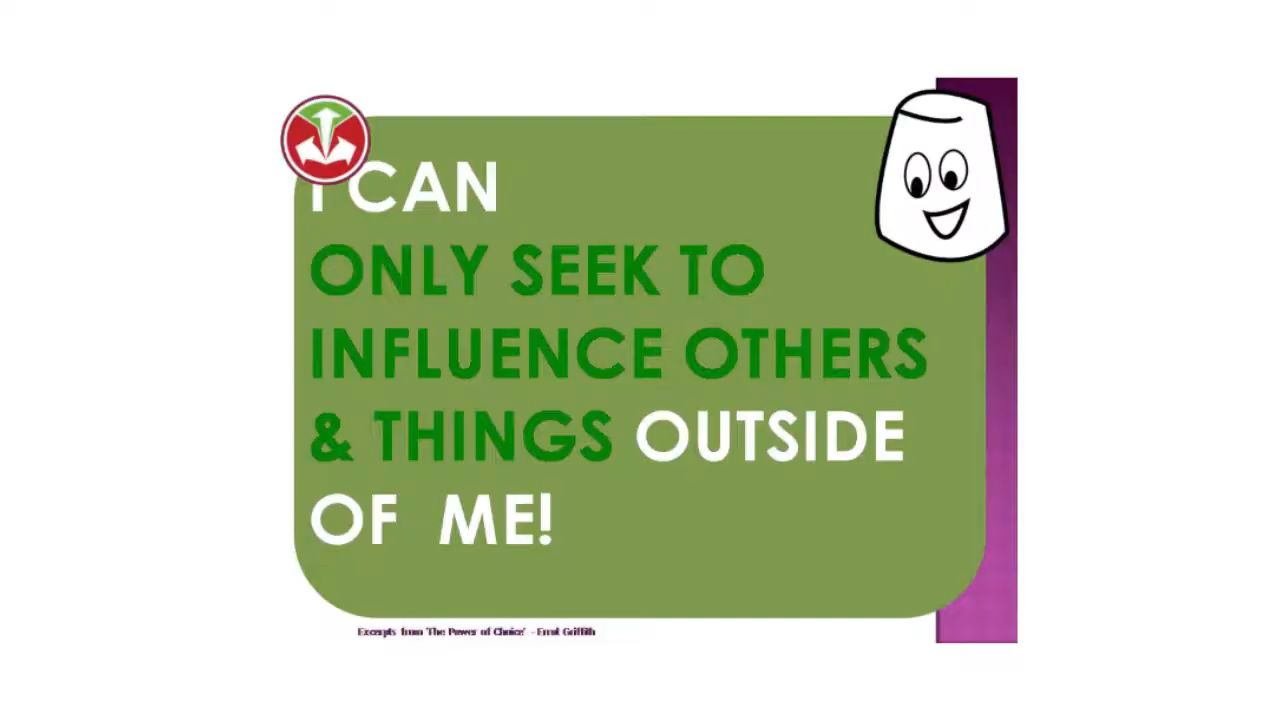 I CAN
ONLY SEEK TO
INFLUENCE OTHERS
& THINGS OUTSIDE
OF ME!
Excerpts from 'The Power of Choice' - Errol Griffith